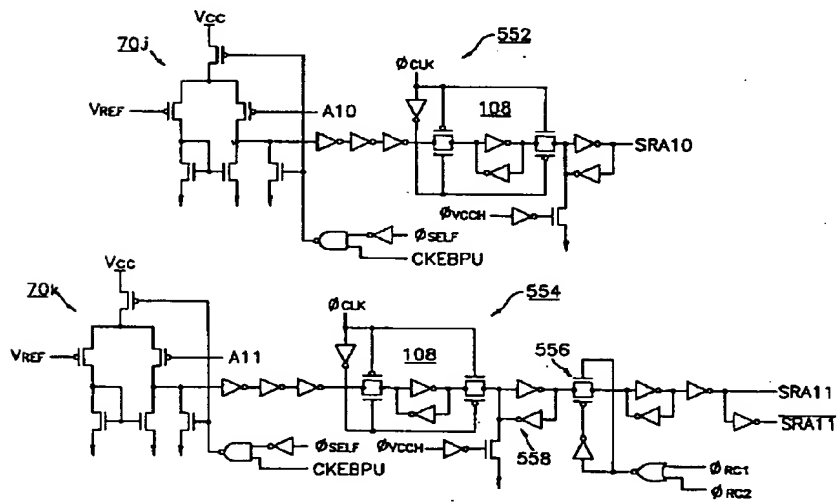 VCC
70j
552
ØCLK
108
VREF
A10
SRA10
ØVCCH
ØSELF
CKEBPU
VCC
70k
554
ØCLK
108
556
VREF
A11
SRA11
SRA11
ØSELF
ØVCCH
558
CKEBPU
ØRC1
ØRC2